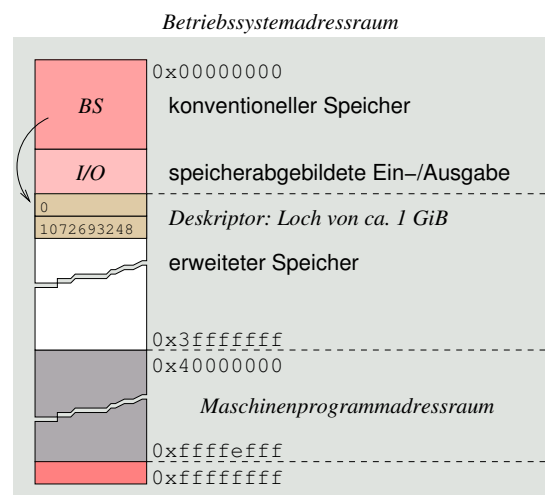 Betriebssystemadressraum
0x00000000
BS
konventioneller Speicher
I/O
speicherabgebildete Ein−/Ausgabe
0
Deskriptor: Loch von ca. 1 GiB
1072693248
erweiteter Speicher
0x3fffffff
0x40000000
Maschinenprogrammadressraum
0xffffefff
0xffffffff